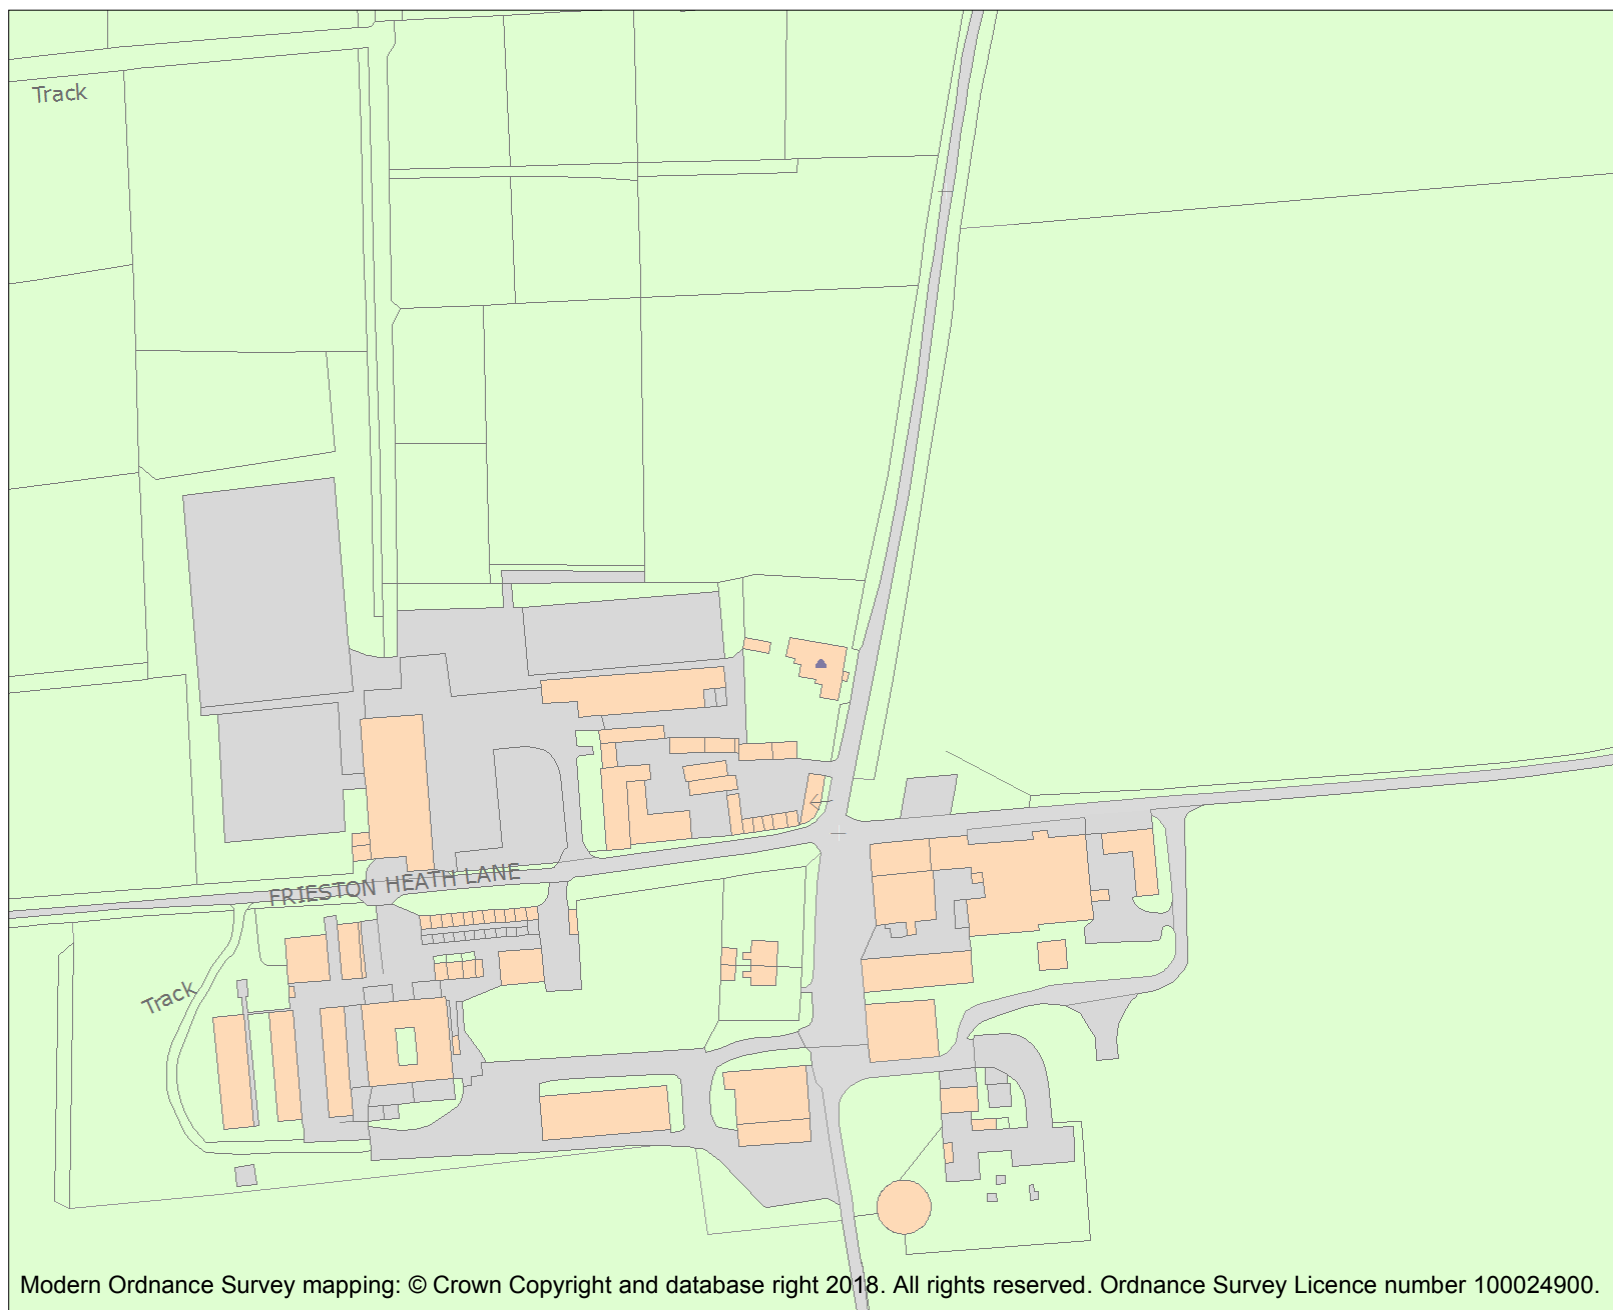 Track
FRIESTON HEATH LANE
Track
Modern Ordnance Survey mapping: © Crown Copyright and database right 2018. All rights reserved. Ordnance Survey Licence number 100024900.